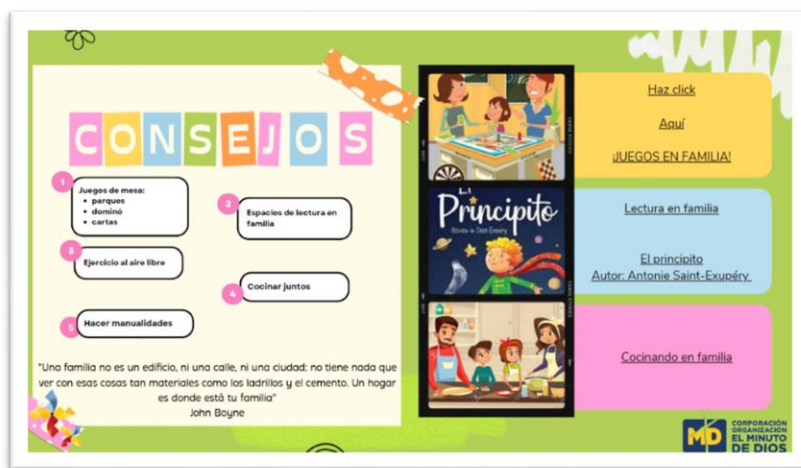 CONSEJOS
1
Juegos de mesa:
• parques
• dominó
• cartas
2
Espacios de lectura en
familia
3
Ejercicio al aire libre
4
Cocinar juntos
5
Hacer manualidades
"Una familia no es un edificio, ni una calle, ni una ciudad; no tiene nada que
ver con esas cosas tan materiales como los ladrillos y el cemento. Un hogar
es donde está tu familia"
John Boyne
El
Principito
Antoine de Saint-Exupéry
Haz click
Aquí
¡JUEGOS EN FAMILIA!
Lectura en familia
El principito
Autor: Antonie Saint-Exupéry
Cocinando en familia
MD
CORPORACIÓN
ORGANIZACIÓN
EL MINUTO
DE DIOS